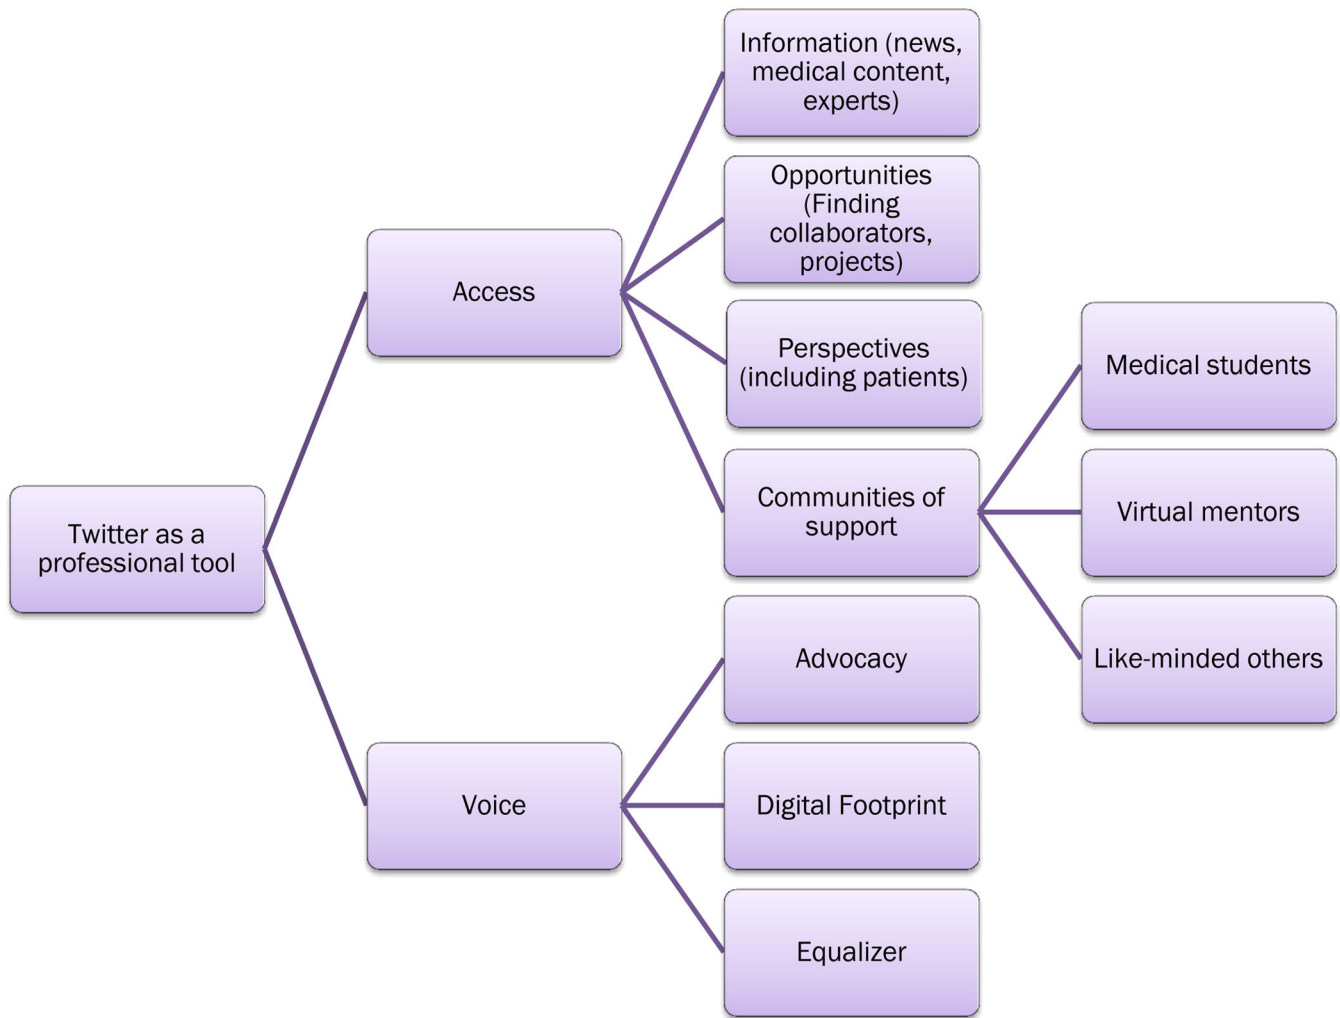 Information (news,
medical content,
experts)
Opportunities
(Finding
collaborators,
projects)
Access
Perspectives
(including patients)
Medical students
Communities of
support
Virtual mentors
Twitter as a
professional tool
Advocacy
Like-minded others
Voice
Digital Footprint
Equalizer